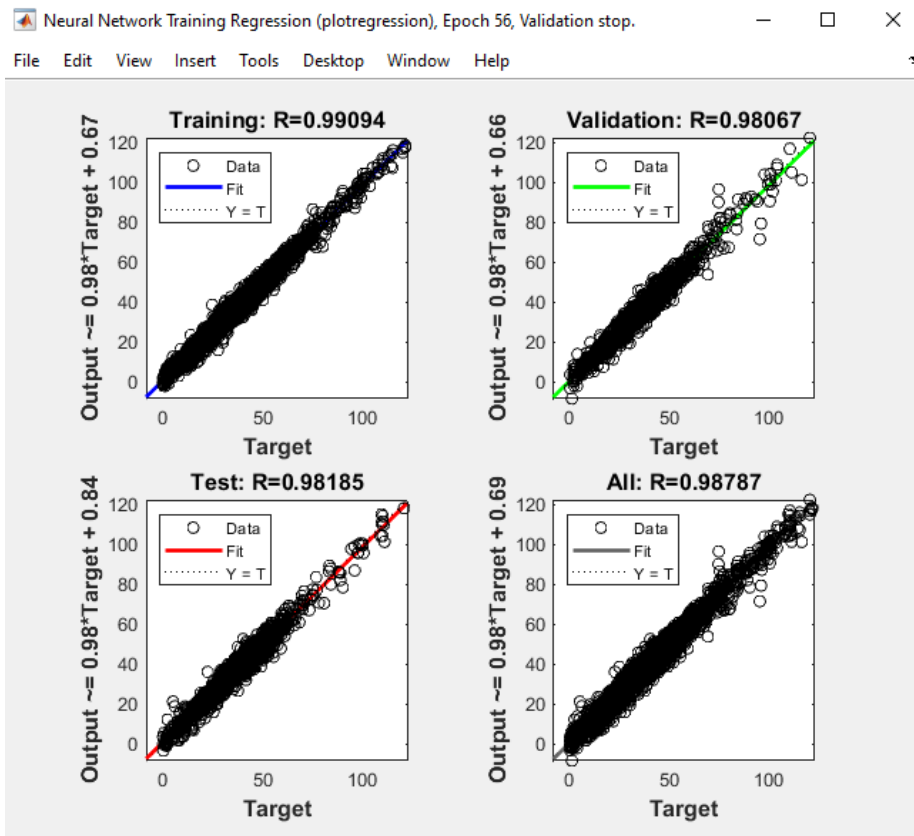 Neural Network Training Regression (plotregression), Epoch 56, Validation stop.
File Edit View Insert Tools Desktop Window Help
Training: R=0.99094
Output ~= 0.98*Target + 0.67
120
100
80
60
40
20
0
Data
Fit
Y = T
0 50 100
Target
Validation: R=0.98067
Output ~= 0.98*Target + 0.66
120
100
80
60
40
20
0
Data
Fit
Y = T
0 50 100
Target
Test: R=0.98185
Output ~= 0.98*Target + 0.84
120
100
80
60
40
20
0
Data
Fit
Y = T
0 50 100
Target
All: R=0.98787
Output ~= 0.98*Target + 0.69
120
100
80
60
40
20
0
Data
Fit
Y = T
0 50 100
Target